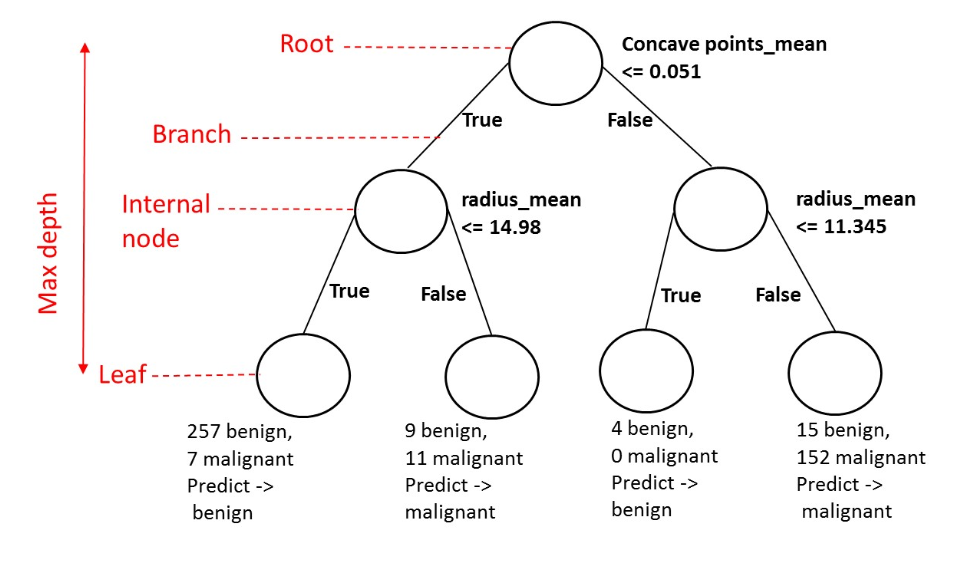 Root
Concave points_mean
<= 0.051
True
False
Branch
Max depth
Internal
node
radius_mean
<= 14.98
radius_mean
<= 11.345
True
False
True
False
Leaf
257 benign,
7 malignant
Predict ->
benign
9 benign,
11 malignant
Predict ->
malignant
4 benign,
0 malignant
Predict ->
benign
15 benign,
152 malignant
Predict ->
malignant